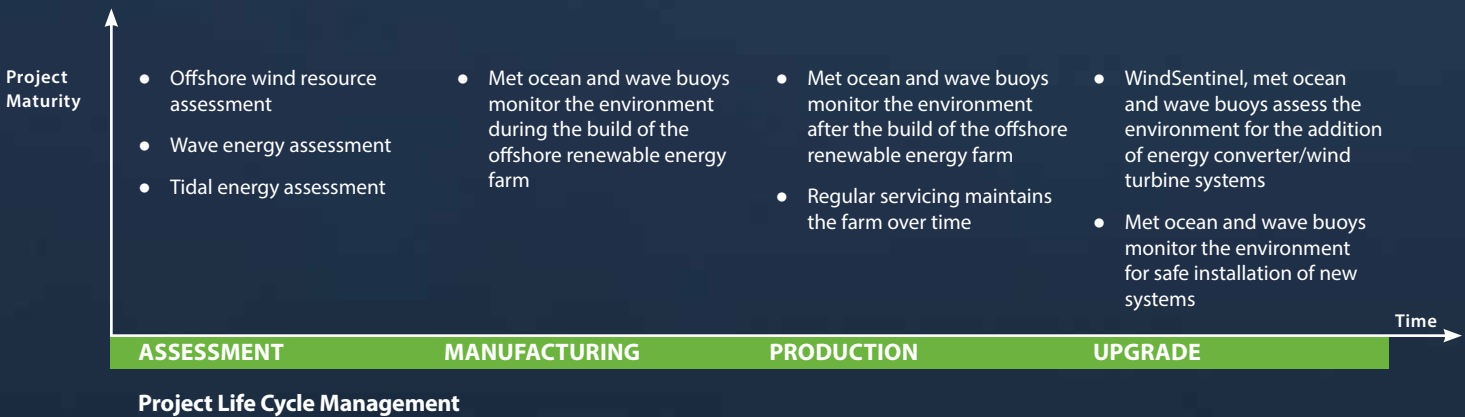 Project
Maturity
● Offshore wind resource
assessment
● Wave energy assessment
● Tidal energy assessment
● Met ocean and wave buoys
monitor the environment
during the build of the
offshore renewable energy
farm
● Met ocean and wave buoys
monitor the environment
after the build of the offshore
renewable energy farm
● Regular servicing maintains
the farm over time
● WindSentinel, met ocean
and wave buoys assess the
environment for the addition
of energy converter/wind
turbine systems
● Met ocean and wave buoys
monitor the environment
for safe installation of new
systems
Time
ASSESSMENT
MANUFACTURING
PRODUCTION
UPGRADE
Project Life Cycle Management